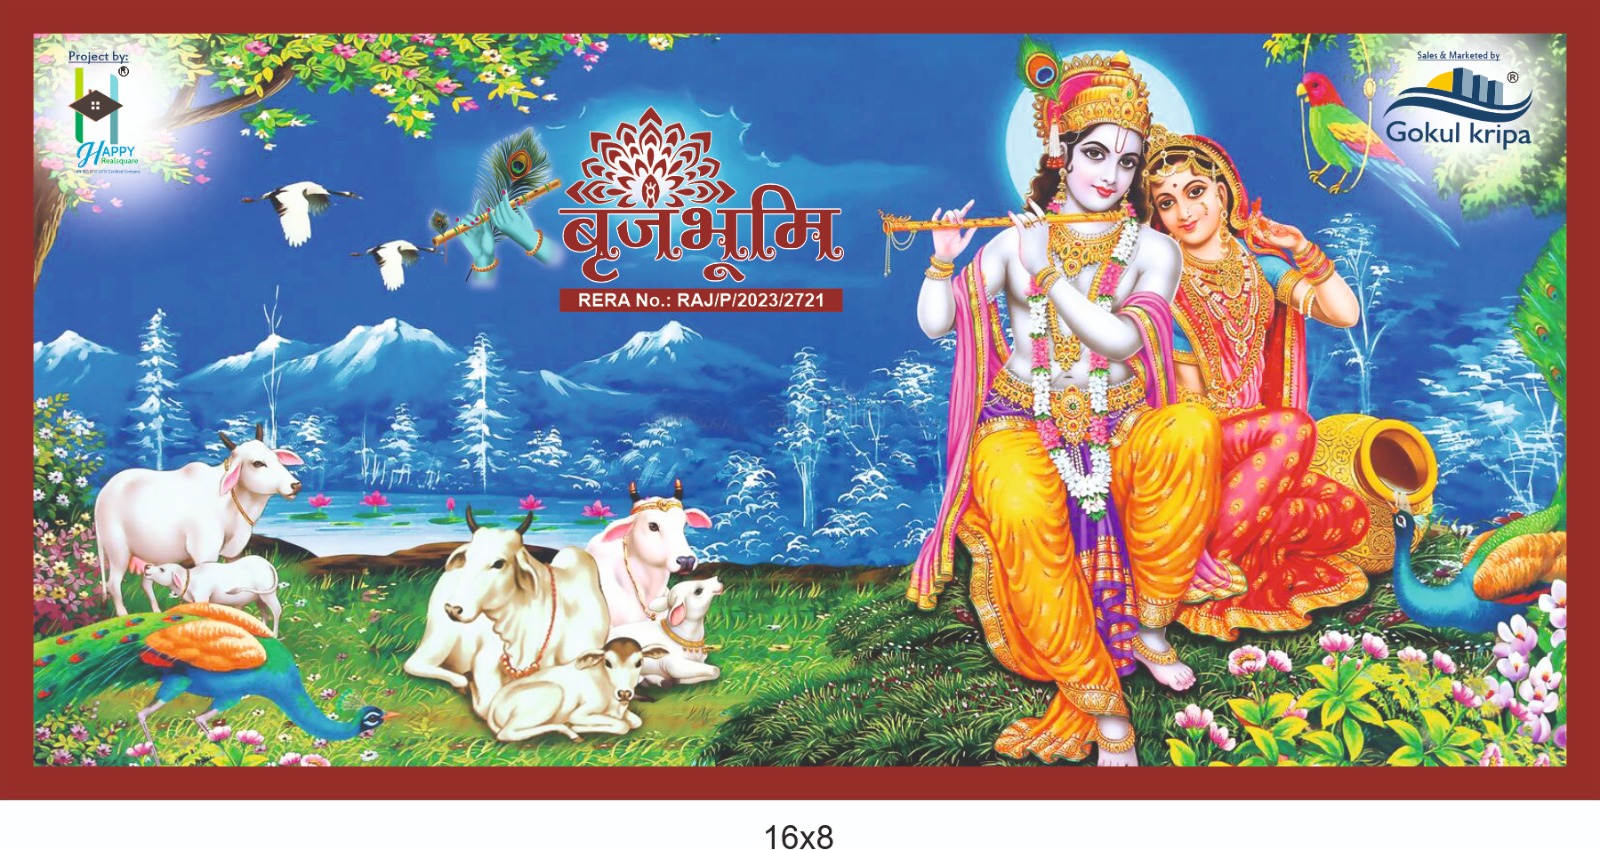 Project by:
®
HAPPY
Realsquare
Sales & Marketed by
®
Gokul kripa
बृजभूमि
RERA No.: RAJ/P/2023/2721
16x8